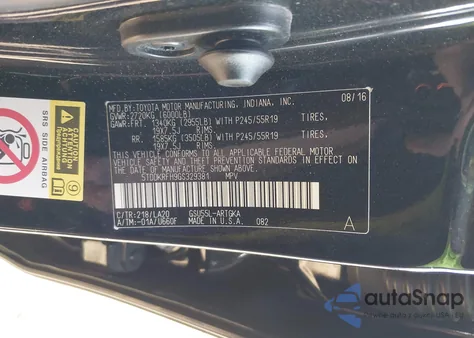 MFD.BY:TOYOTA MOTOR MANUFACTURING, INDIANA, INC.
08/16
GVWR:2720KG (6000LB)
GAWR:FRT. 1340KG (2955LB) WITH P245/55R19 TIRES,
19X7.5J RIMS
RR. 1585KG (3505LB) WITH P245/55R19 TIRES,
19X7.5J RIMS
THIS VEHICLE CONFORMS TO ALL APPLICABLE FEDERAL MOTOR
VEHICLE SAFETY AND THEFT PREVENTION STANDARDS IN EFFECT
ON THE DATE OF MANUFACTURE SHOWN ABOVE.
5TDDKRFH9GS329381 MPV
C/TR:218/LA20 GSU55L-ARTGKA
A/TM:-01A/U660F MADE IN U.S.A. 082 A
SRS SIDE AIRBAG
autoSnap